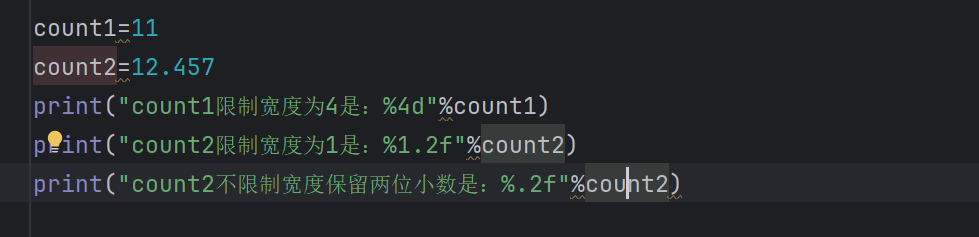 count1=11
count2=12.457
print("count1限制宽度为4是：%4d"%count1)
print("count2限制宽度为1是：%1.2f"%count2)
print("count2不限制宽度保留两位小数是：%.2f"%count2)